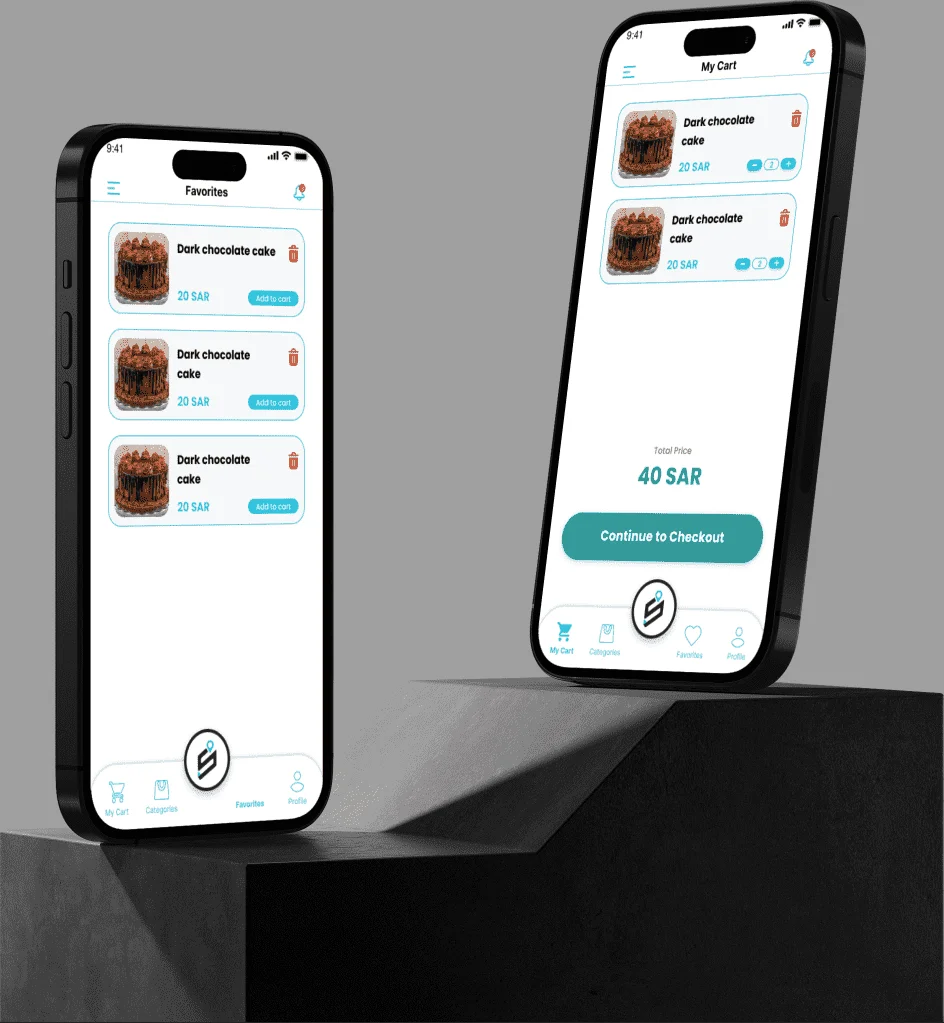 9:41
Favorites
Dark chocolate cake
20 SAR
Add to cart
Dark chocolate
cake
20 SAR
Add to cart
Dark chocolate
cake
20 SAR
Add to cart
My Cart
Categories
Favorites
Profile
9:41
My Cart
Dark chocolate
cake
20 SAR
- 2 +
Dark chocolate
cake
20 SAR
- 2 +
Total Price
40 SAR
Continue to Checkout
My Cart
Categories
Favorites
Profile